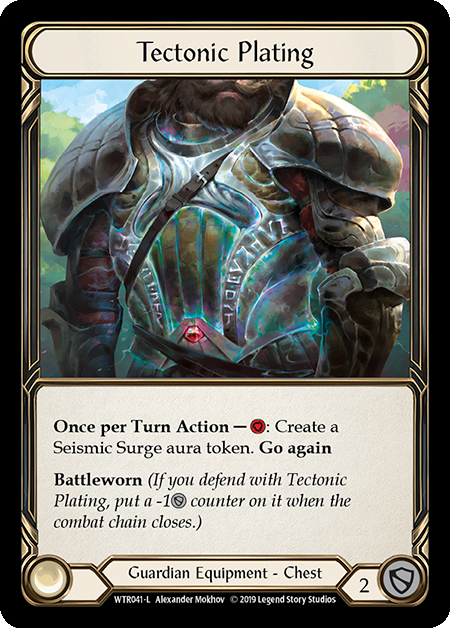 Tectonic Plating
Once per Turn Action — : Create a
Seismic Surge aura token. Go again
Battleworn (If you defend with Tectonic
Plating, put a -1 counter on it when the
combat chain closes.)
Guardian Equipment - Chest
2
WTR041-L Alexander Mokhov © 2019 Legend Story Studios